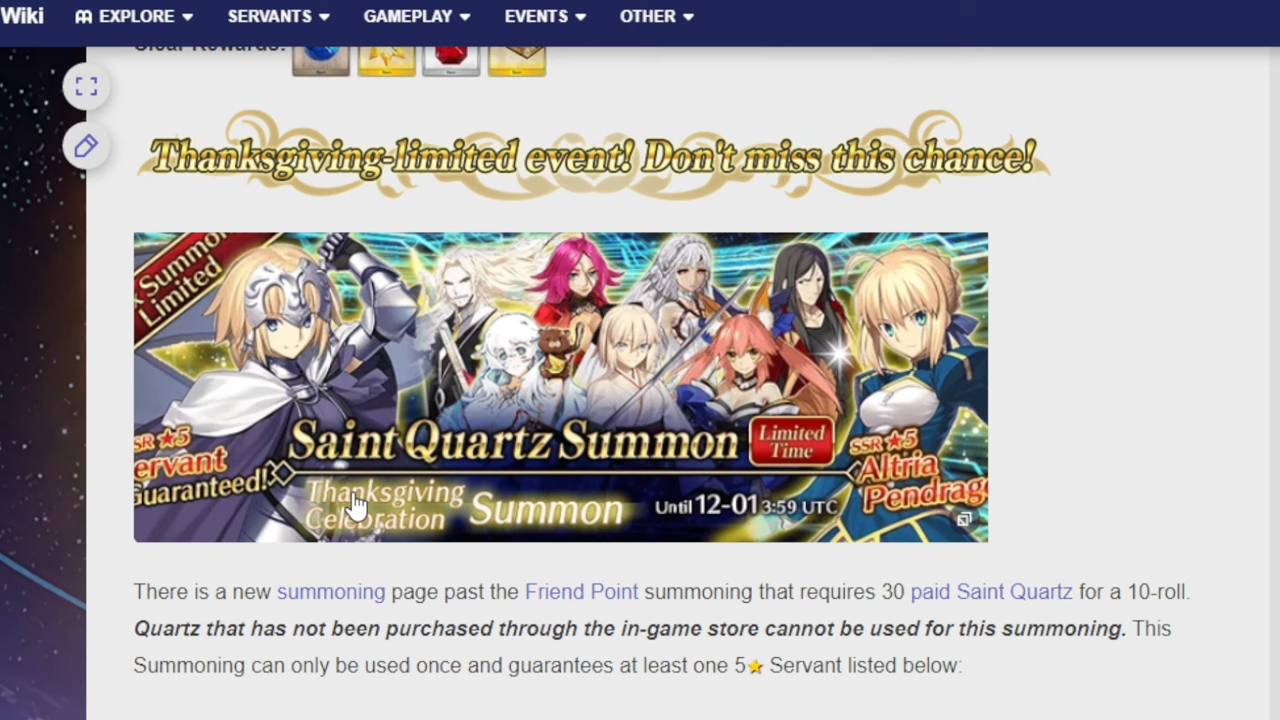 Wiki EXPLORE SERVANTS GAMEPLAY EVENTS OTHER
Clear Rewards:
Thanksgiving-limited event! Don't miss this chance!
Summon
Limited
Saint Quartz Summon Limited Time
SR ★5
ervant
Guaranteed!
Thanksgiving
Celebration Summon Until 12-01 3:59 UTC
SSR ★5
Altria
Pendrag
There is a new summoning page past the Friend Point summoning that requires 30 paid Saint Quartz for a 10-roll.
Quartz that has not been purchased through the in-game store cannot be used for this summoning. This
Summoning can only be used once and guarantees at least one 5★ Servant listed below: